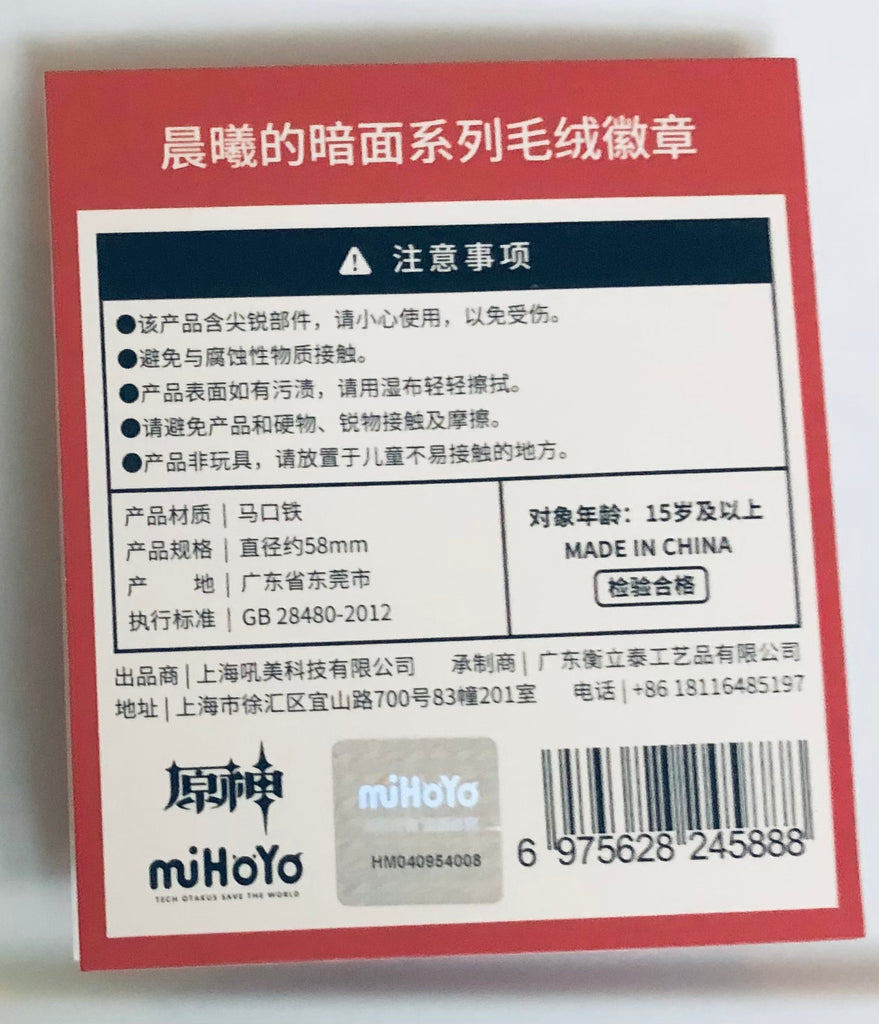 晨曦的暗面系列毛绒徽章
注意事项
●该产品含尖锐部件，请小心使用，以免受伤。
●避免与腐蚀性物质接触。
●产品表面如有污渍，请用湿布轻轻擦拭。
●请避免产品和硬物、锐物接触及摩擦。
●产品非玩具，请放置于儿童不易接触的地方。
产品材质 | 马口铁
产品规格 | 直径约58mm
产　　地 | 广东省东莞市
执行标准 | GB 28480-2012
对象年龄：15岁及以上
MADE IN CHINA
检验合格
出品商 | 上海吼美科技有限公司　承制商 | 广东衡立泰工艺品有限公司
地址 | 上海市徐汇区宜山路700号83幢201室　电话 | +86 18116485197
原神
miHoYo
TECH OTAKUS SAVE THE WORLD
miHoYo
HM040954008
6 975628 245888